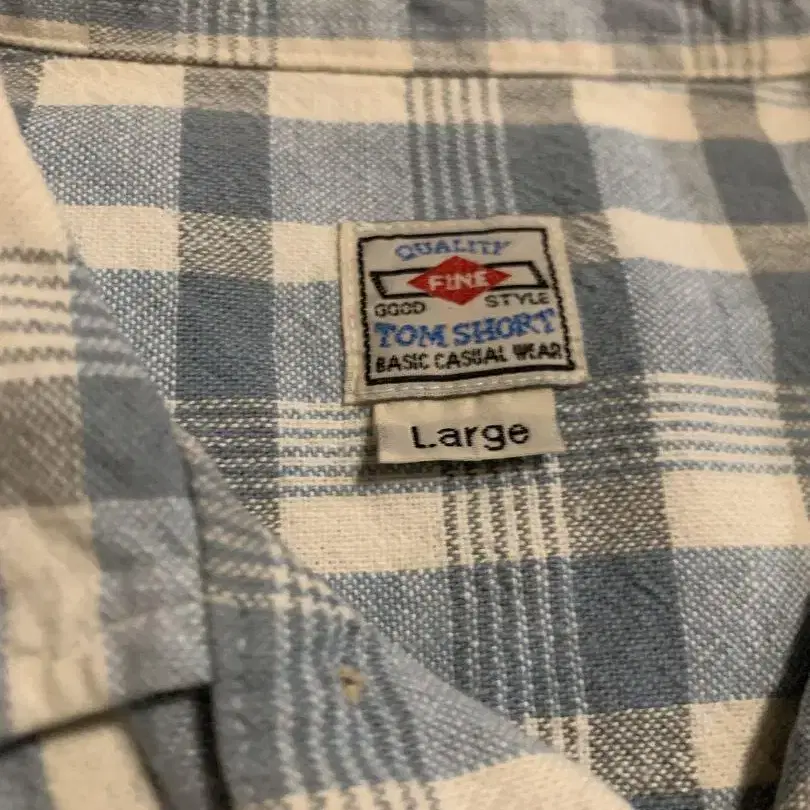 QUALITY
FINE
GOOD STYLE
TOM SHORT
BASIC CASUAL WEAR
Large